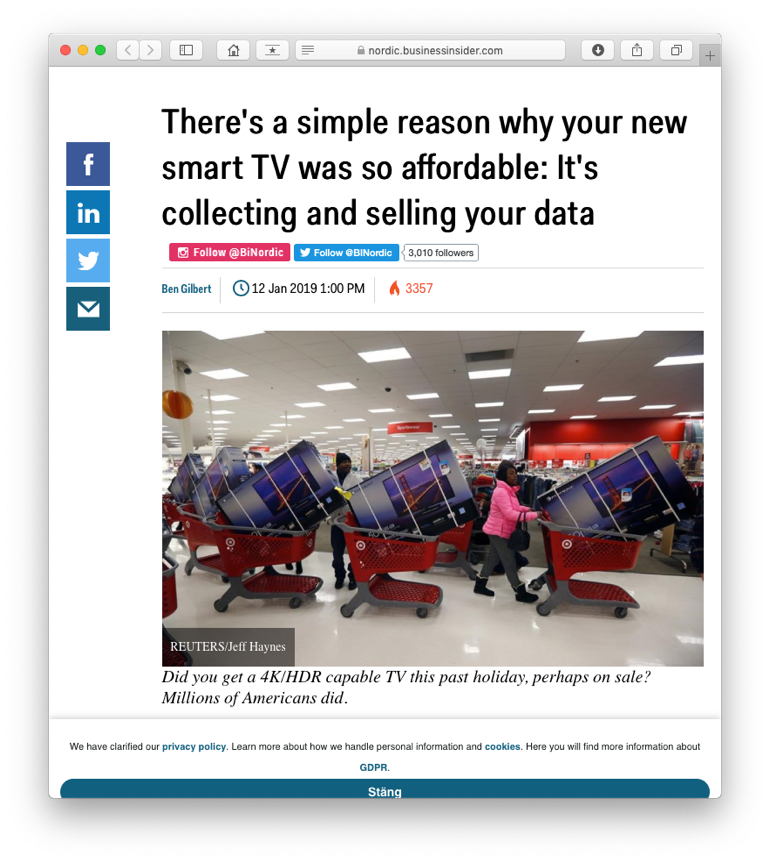 nordic.businessinsider.com
There's a simple reason why your new
smart TV was so affordable: It's
collecting and selling your data
Follow @BiNordic Follow @BINordic 3,010 followers
Ben Gilbert 12 Jan 2019 1:00 PM 3357
REUTERS/Jeff Haynes
Did you get a 4K/HDR capable TV this past holiday, perhaps on sale?
Millions of Americans did.
We have clarified our privacy policy. Learn more about how we handle personal information and cookies. Here you will find more information about
GDPR.
Stäng